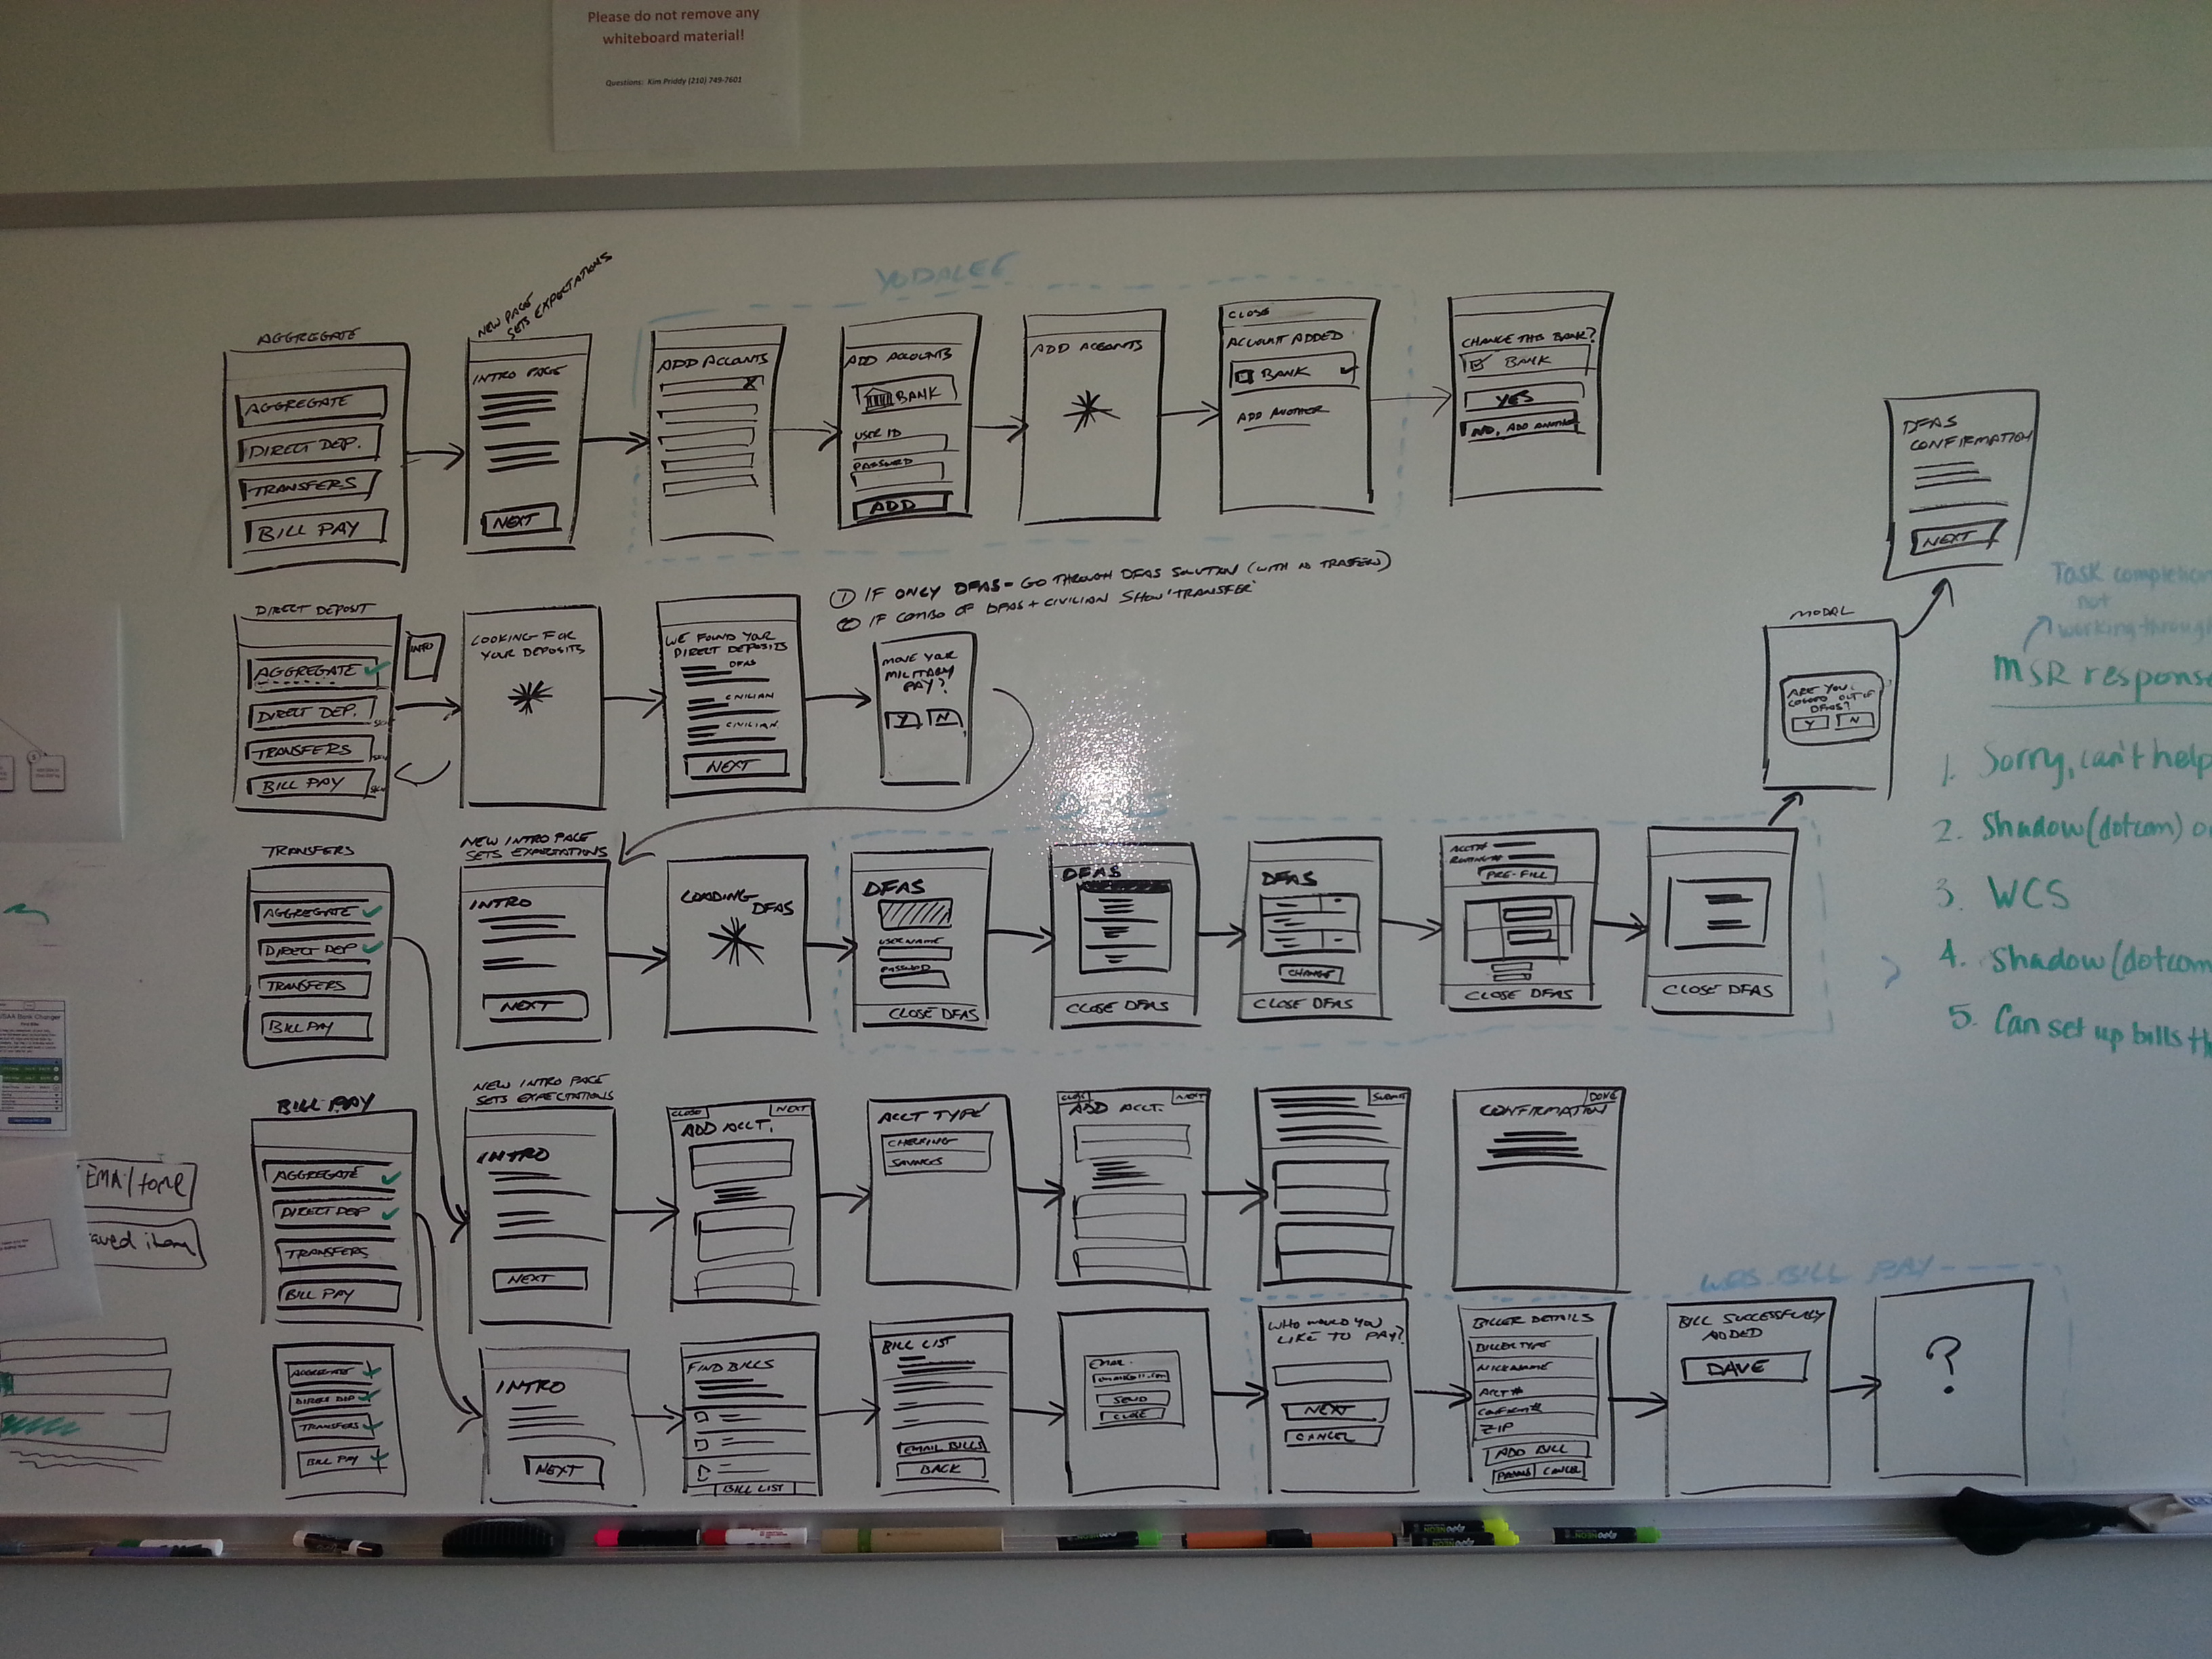 Please do not remove any
whiteboard material!
Questions: Kim Priddy (210) 749-7601
YODALEE
AGGREGATE
AGGREGATE
DIRECT DEP.
TRANSFERS
BILL PAY
NEW PAGE
SETS EXPECTATIONS
INTRO PAGE
NEXT
ADD ACCOUNTS
X
ADD ACCOUNTS
BANK
USER ID
PASSWORD
ADD
ADD ACCOUNTS
CLOSE
ACCOUNT ADDED
BANK
ADD ANOTHER
CHANGE THIS BANK?
BANK
YES
NO, ADD ANOTHER
DFAS
CONFIRMATION
NEXT
① IF ONLY DFAS - GO THROUGH DFAS SOLUTION (WITH NO TRASFERS)
② IF COMBO OF DFAS + CIVILIAN SHOW 'TRANSFER'
DIRECT DEPOSIT
AGGREGATE
DIRECT DEP.
TRANSFERS
BILL PAY
INFO
LOOKING FOR
YOUR DEPOSITS
WE FOUND YOUR
DIRECT DEPOSITS
DFAS
CIVILIAN
CIVILIAN
NEXT
MOVE YOUR
MILITARY
PAY?
Y N
MODAL
ARE YOU
LOGGED OUT OF
DFAS?
Y N
Task completion
not
working through
MSR response
1. Sorry, can't help
2. Shadow (dotcom) o
3. WCS
4. Shadow (dotcom
5. Can set up bills th
TRANSFERS
AGGREGATE
DIRECT DEP
TRANSFERS
BILL PAY
NEW INTRO PAGE
SETS EXPECTATIONS
INTRO
NEXT
LOADING
DFAS
DFAS
USER NAME
PASSWORD
CLOSE DFAS
DFAS
CLOSE DFAS
DFAS
CHANGE
CLOSE DFAS
ACCT#
ROUTING#
PRE-FILL
CLOSE DFAS
CLOSE DFAS
BILL PAY
AGGREGATE
DIRECT DEP
TRANSFERS
BILL PAY
NEW INTRO PAGE
SETS EXPECTATIONS
INTRO
NEXT
CLOSE NEXT
ADD ACCT.
ACCT TYPE
CHECKING
SAVINGS
CLOSE NEXT
ADD ACCT.
SUBMIT
DONE
CONFIRMATION
BILL PAY
AGGREGATE
DIRECT DEP
TRANSFERS
BILL PAY
INTRO
NEXT
FIND BILLS
BILL LIST
BILL LIST
EMAIL BILLS
BACK
EMAIL
SEND
CLOSE
WHO WOULD YOU
LIKE TO PAY?
NEXT
CANCEL
BILLER DETAILS
BILLER TYPE
NICKNAME
ACCT #
CONFIRM #
ZIP
ADD BILL
CANCEL
BILL SUCCESSFULLY
ADDED
DAVE
?
USAA Bank Changer